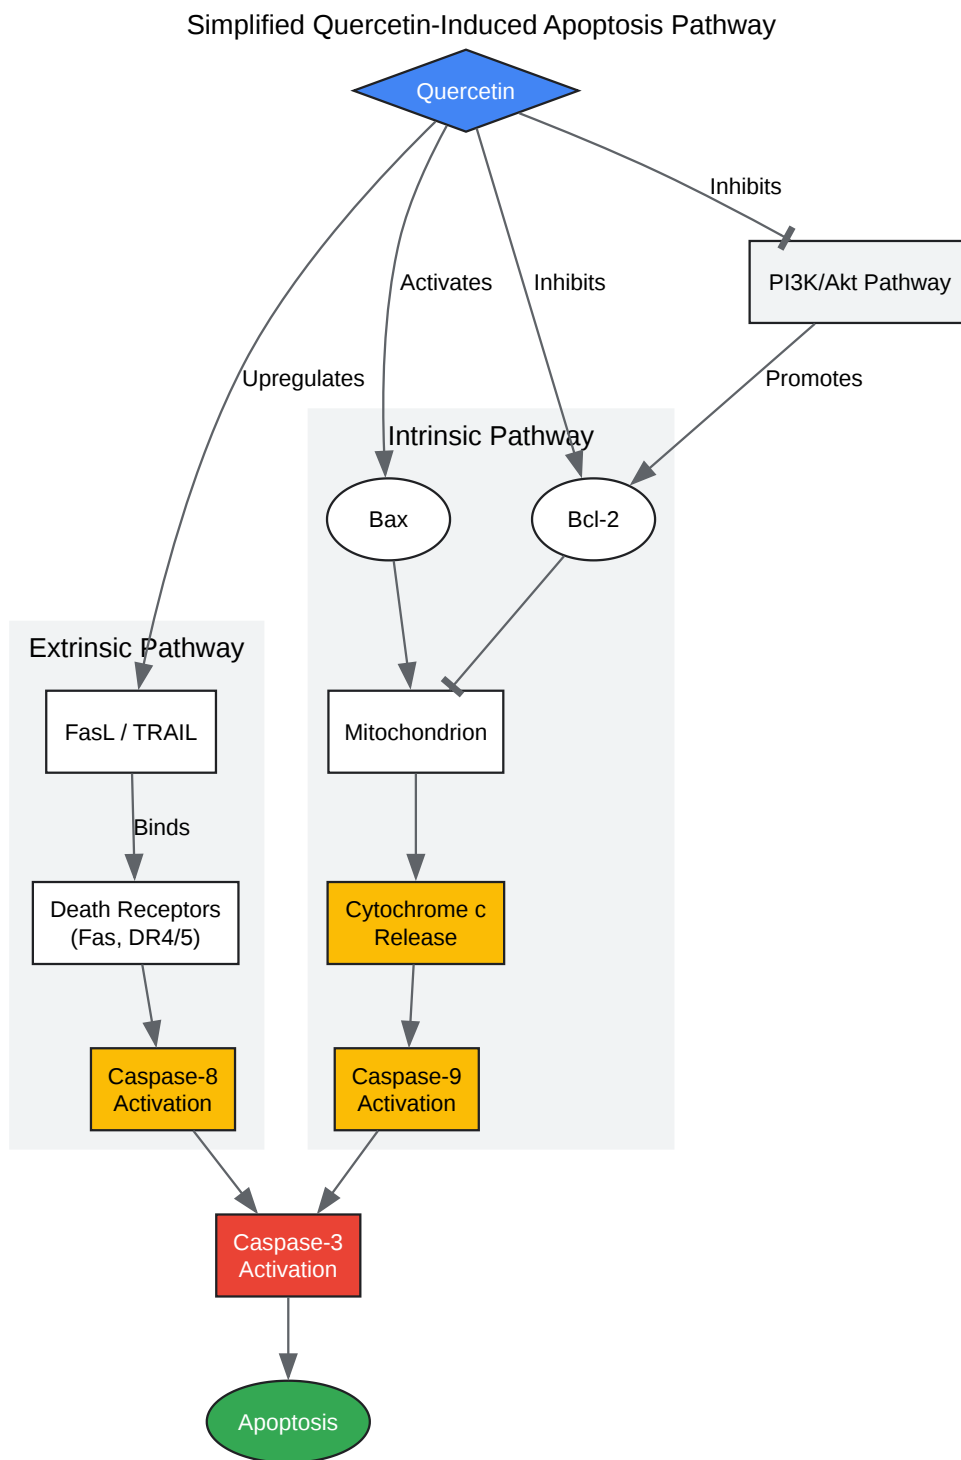 Simplified Quercetin-Induced Apoptosis Pathway
Quercetin
Inhibits
PI3K/Akt Pathway
Activates
Inhibits
Upregulates
Promotes
Intrinsic Pathway
Bax
Bcl-2
Extrinsic Pathway
FasL / TRAIL
Mitochondrion
Binds
Death Receptors
(Fas, DR4/5)
Cytochrome c
Release
Caspase-8
Activation
Caspase-9
Activation
Caspase-3
Activation
Apoptosis